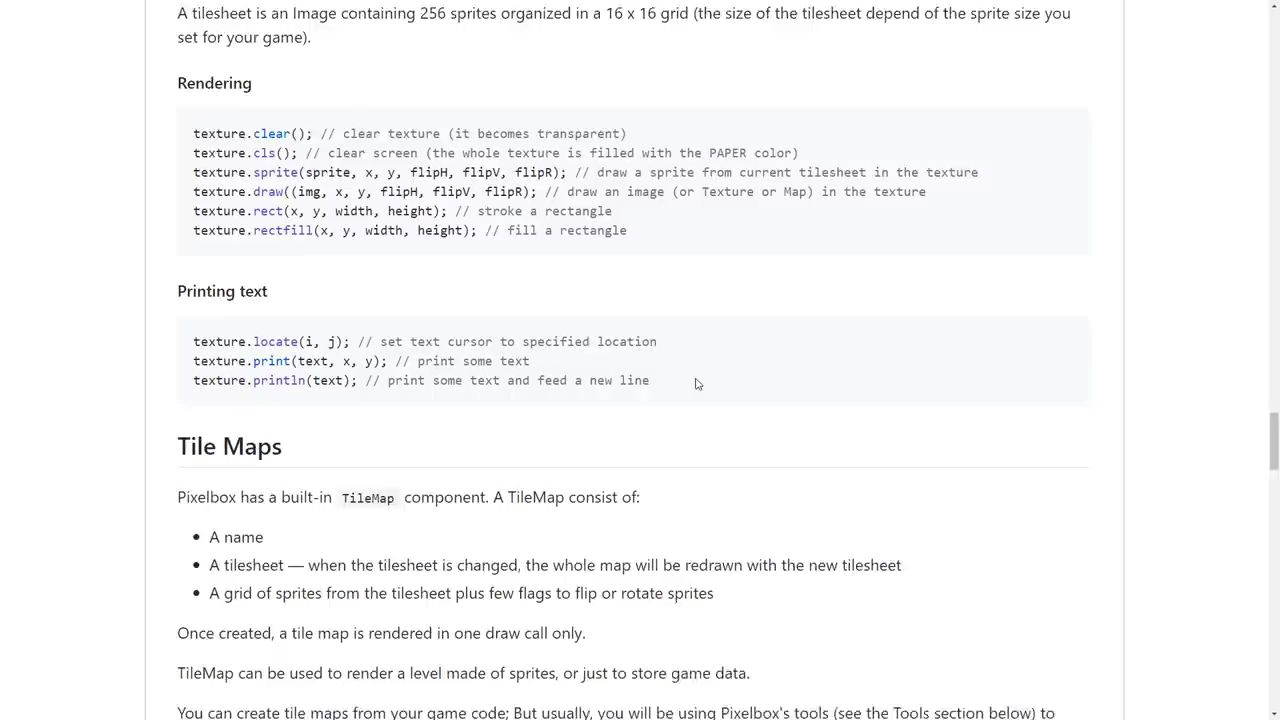 A tilesheet is an Image containing 256 sprites organized in a 16 x 16 grid (the size of the tilesheet depend of the sprite size you
set for your game).
Rendering
texture.clear(); // clear texture (it becomes transparent)
texture.cls(); // clear screen (the whole texture is filled with the PAPER color)
texture.sprite(sprite, x, y, flipH, flipV, flipR); // draw a sprite from current tilesheet in the texture
texture.draw((img, x, y, flipH, flipV, flipR); // draw an image (or Texture or Map) in the texture
texture.rect(x, y, width, height); // stroke a rectangle
texture.rectfill(x, y, width, height); // fill a rectangle
Printing text
texture.locate(i, j); // set text cursor to specified location
texture.print(text, x, y); // print some text
texture.println(text); // print some text and feed a new line
Tile Maps
Pixelbox has a built-in TileMap component. A TileMap consist of:
• A name
• A tilesheet — when the tilesheet is changed, the whole map will be redrawn with the new tilesheet
• A grid of sprites from the tilesheet plus few flags to flip or rotate sprites
Once created, a tile map is rendered in one draw call only.
TileMap can be used to render a level made of sprites, or just to store game data.
You can create tile maps from your game code; But usually, you will be using Pixelbox's tools (see the Tools section below) to